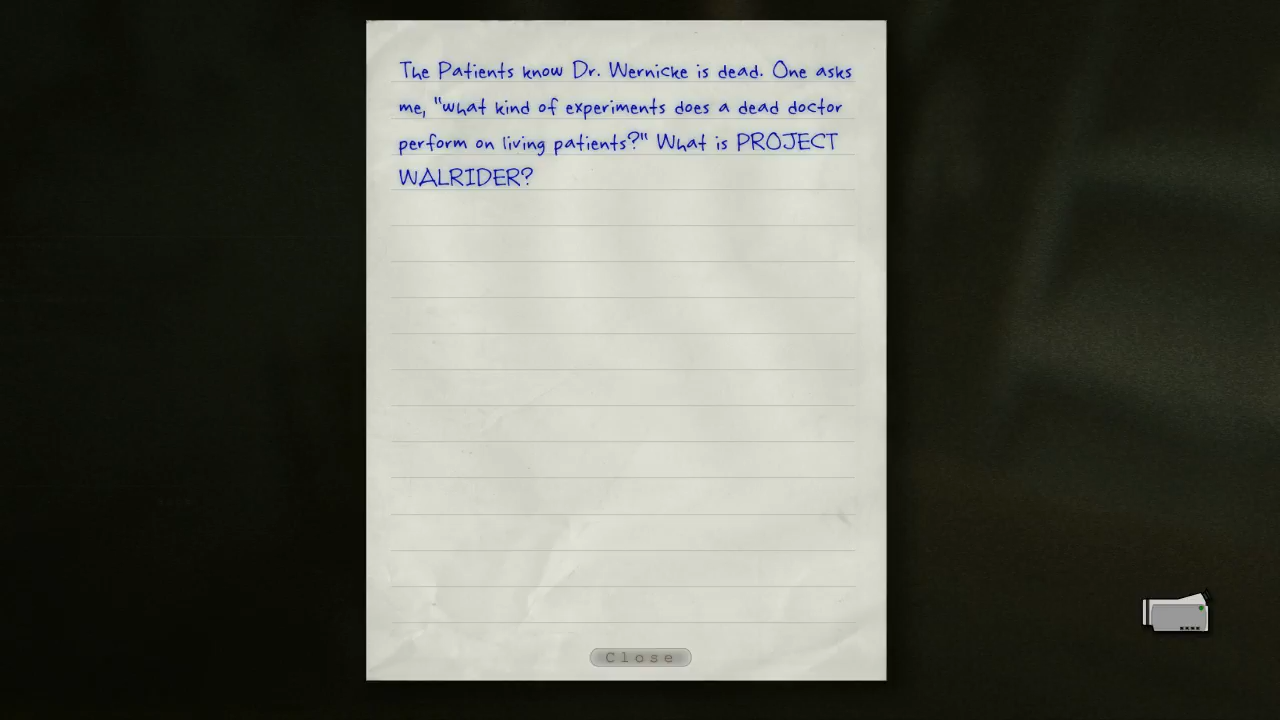 The Patients know Dr. Wernicke is dead. One asks
me, "what kind of experiments does a dead doctor
perform on living patients?" What is PROJECT
WALRIDER?
Close